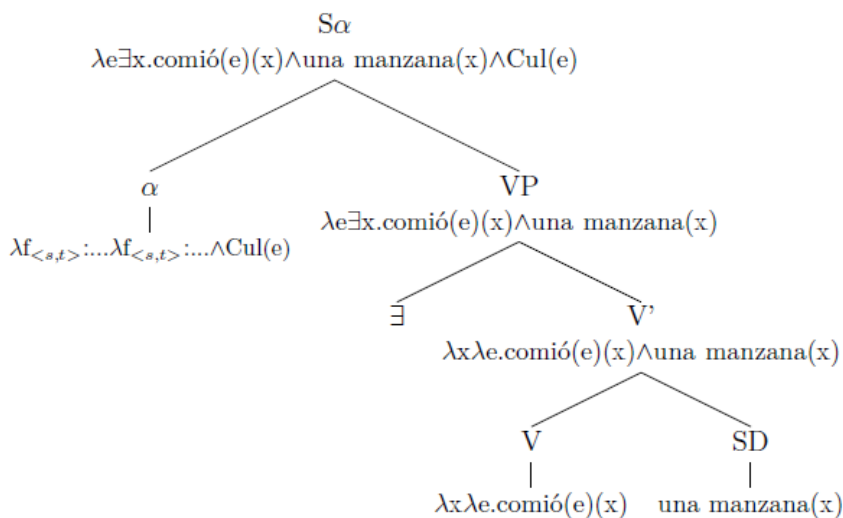 Sα
λe∃x.comió(e)(x)∧una manzana(x)∧Cul(e)
α
VP
λf<s,t>:...λf<s,t>:...∧Cul(e)
λe∃x.comió(e)(x)∧una manzana(x)
∃
V'
λxλe.comió(e)(x)∧una manzana(x)
V
SD
λxλe.comió(e)(x)
una manzana(x)